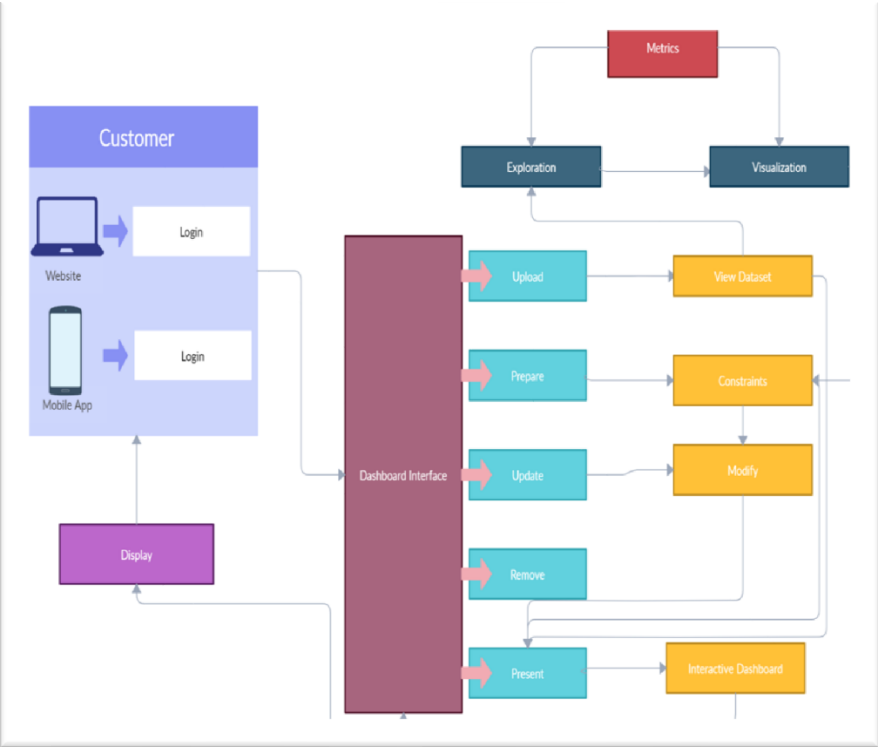 Metrics
Exploration
Visualization
Customer
Login
Website
Login
Mobile App
Display
Dashboard Interface
Upload
View Dataset
Prepare
Constraints
Update
Modify
Remove
Present
Interactive Dashboard